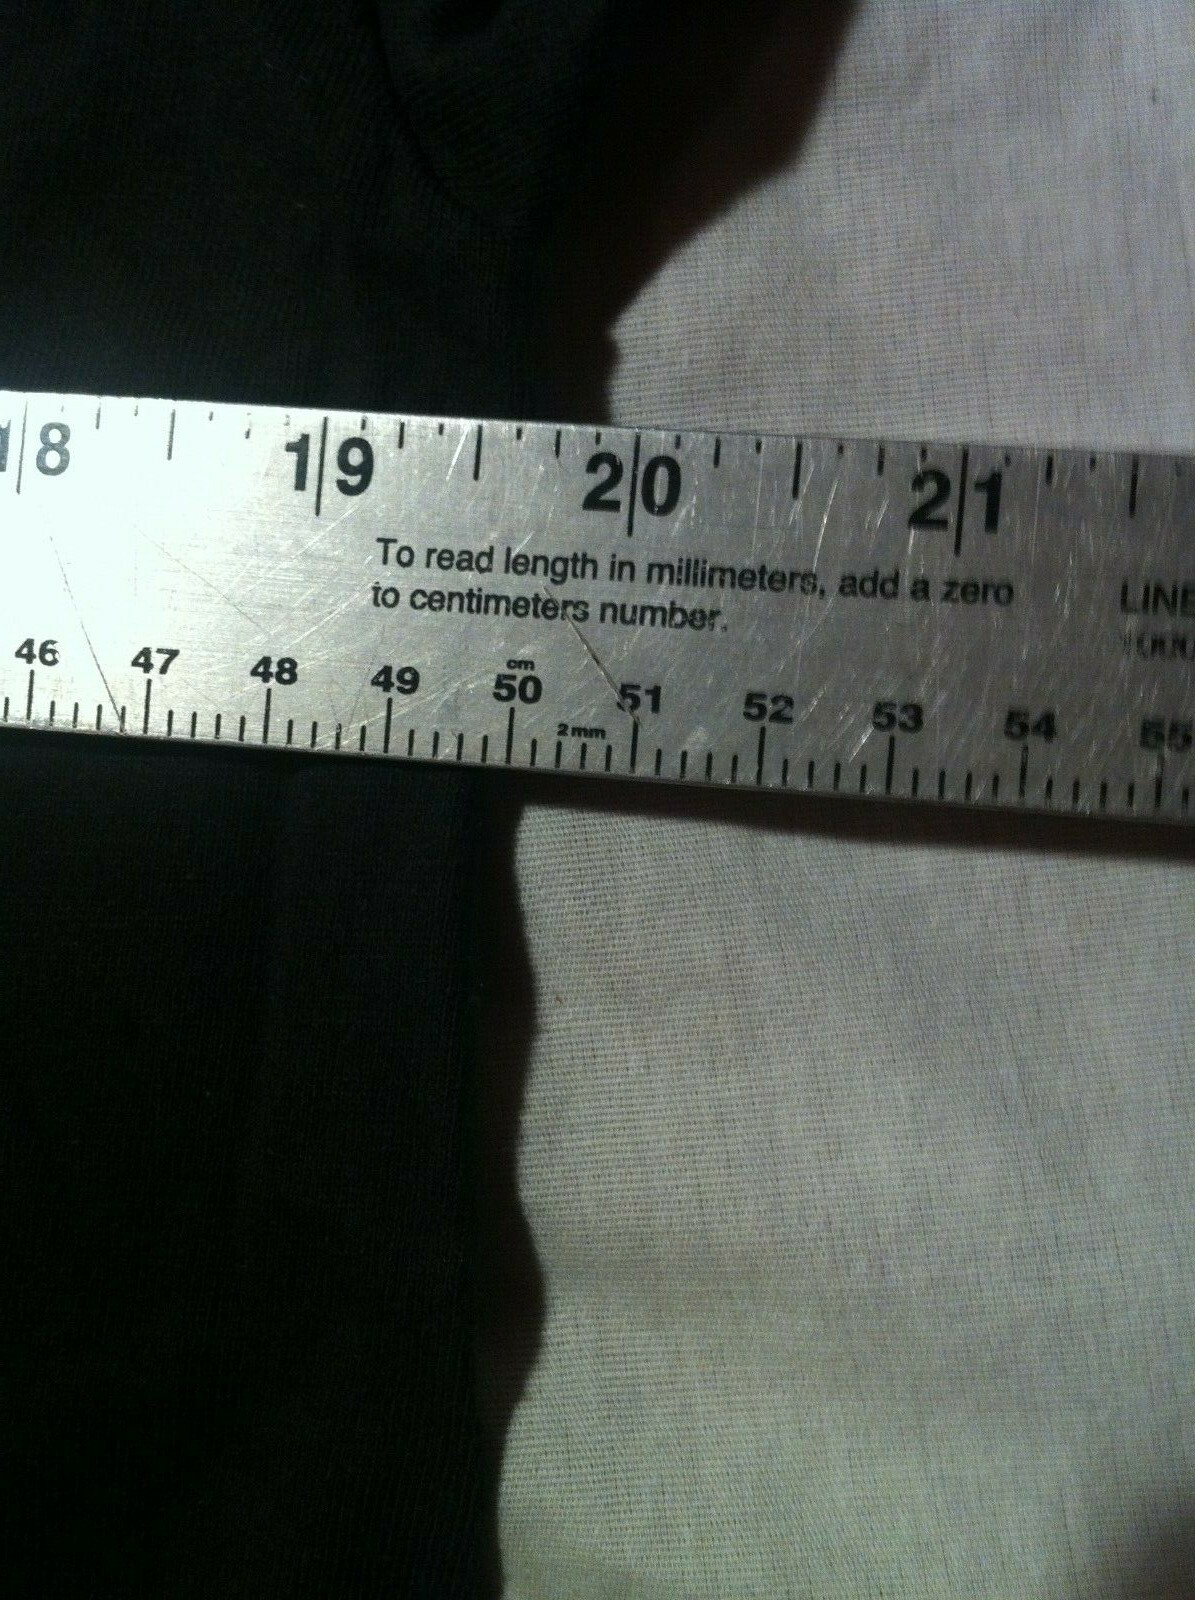 18 19 20 21
To read length in millimeters, add a zero
to centimeters number.
cm
46 47 48 49 50 51 52 53 54 55
2mm